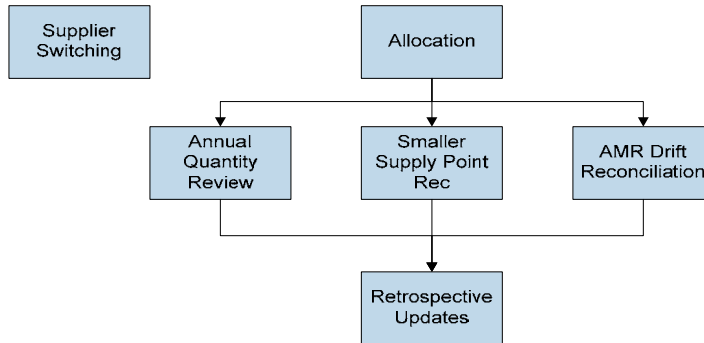 Supplier
Switching
Allocation
Annual
Quantity
Review
Smaller
Supply Point
Rec
AMR Drift
Reconciliation
Retrospective
Updates